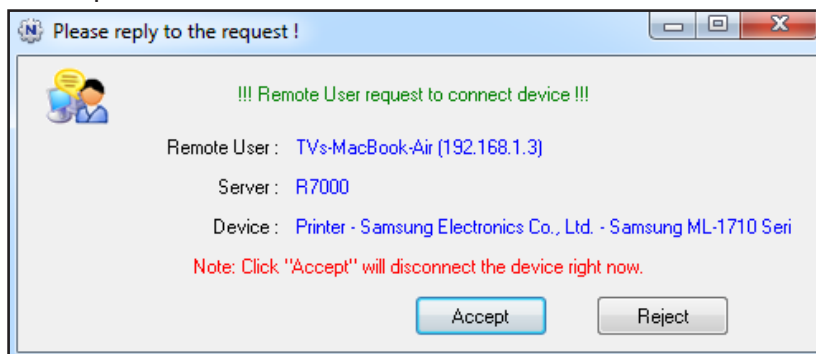 Please reply to the request !
!!! Remote User request to connect device !!!
Remote User : TVs-MacBook-Air (192.168.1.3)
Server : R7000
Device : Printer - Samsung Electronics Co., Ltd. - Samsung ML-1710 Seri
Note: Click "Accept" will disconnect the device right now.
Accept Reject